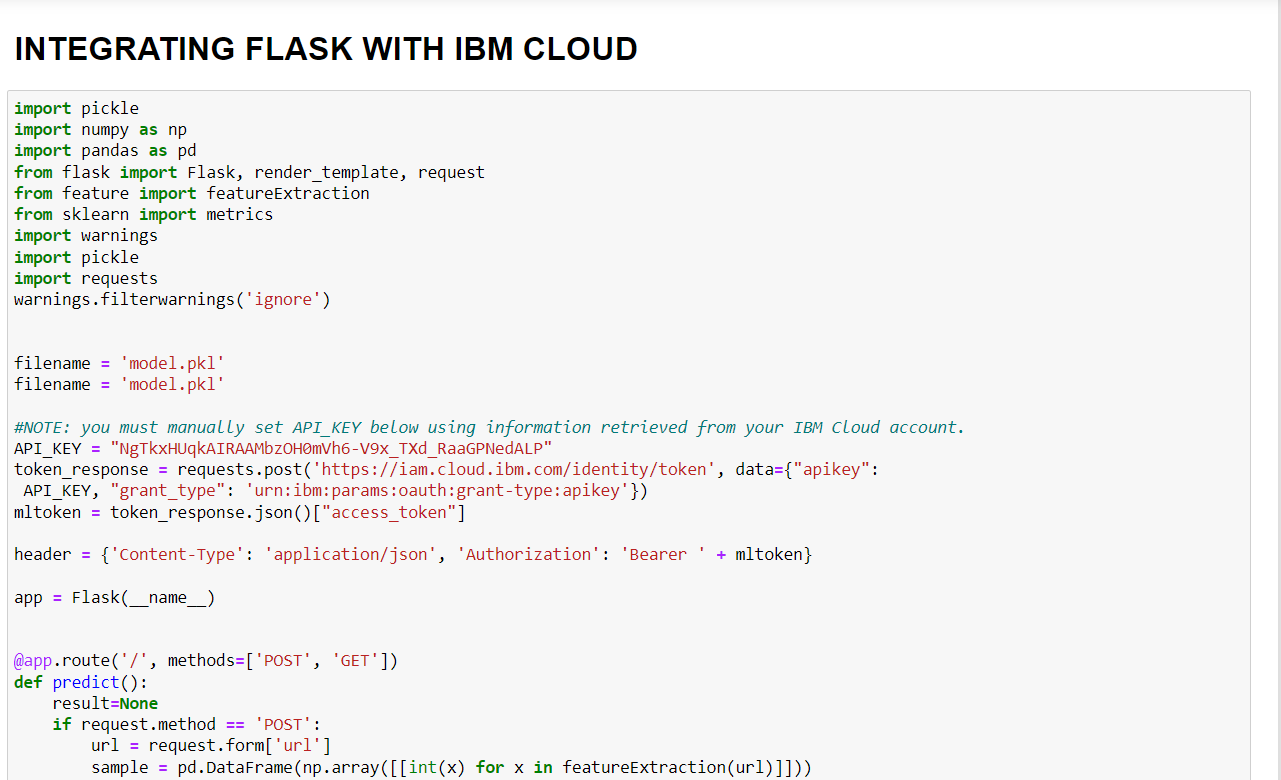 INTEGRATING FLASK WITH IBM CLOUD
import pickle
import numpy as np
import pandas as pd
from flask import Flask, render_template, request
from feature import featureExtraction
from sklearn import metrics
import warnings
import pickle
import requests
warnings.filterwarnings('ignore')
filename = 'model.pkl'
filename = 'model.pkl'
#NOTE: you must manually set API_KEY below using information retrieved from your IBM Cloud account.
API_KEY = "NgTkxHUqkAIRAAMbzOH0mVh6-V9x_TXd_RaaGPNedALP"
token_response = requests.post('https://iam.cloud.ibm.com/identity/token', data={"apikey":
 API_KEY, "grant_type": 'urn:ibm:params:oauth:grant-type:apikey'})
mltoken = token_response.json()["access_token"]
header = {'Content-Type': 'application/json', 'Authorization': 'Bearer ' + mltoken}
app = Flask(__name__)
@app.route('/', methods=['POST', 'GET'])
def predict():
    result=None
    if request.method == 'POST':
        url = request.form['url']
        sample = pd.DataFrame(np.array([[int(x) for x in featureExtraction(url)]]))